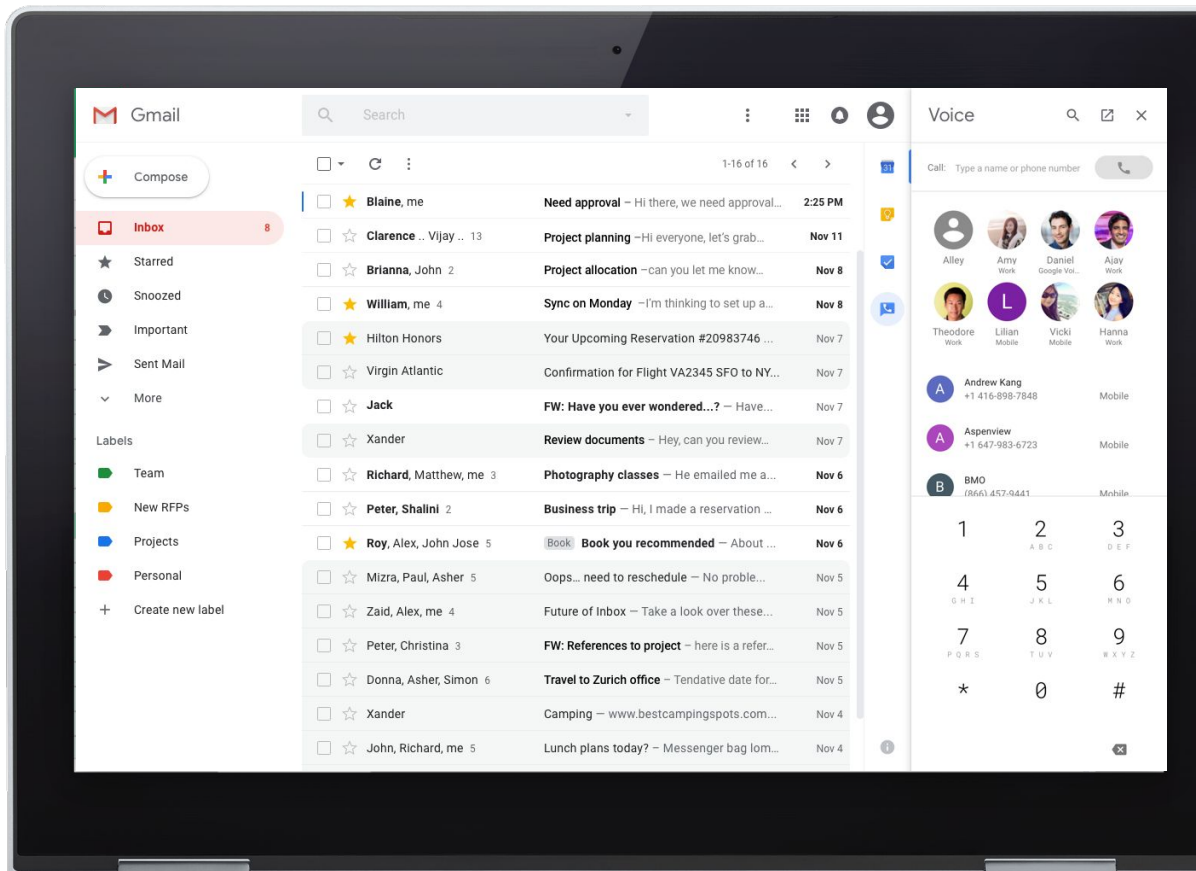 Gmail
Search
Compose
Inbox 8
Starred
Snoozed
Important
Sent Mail
More
Labels
Team
New RFPs
Projects
Personal
Create new label
1-16 of 16
Blaine, me Need approval – Hi there, we need approval... 2:25 PM
Clarence .. Vijay .. 13 Project planning –Hi everyone, let's grab... Nov 11
Brianna, John 2 Project allocation –can you let me know... Nov 8
William, me 4 Sync on Monday –I'm thinking to set up a... Nov 8
Hilton Honors Your Upcoming Reservation #20983746 ... Nov 7
Virgin Atlantic Confirmation for Flight VA2345 SFO to NY... Nov 7
Jack FW: Have you ever wondered...? – Have... Nov 7
Xander Review documents – Hey, can you review... Nov 7
Richard, Matthew, me 3 Photography classes – He emailed me a... Nov 6
Peter, Shalini 2 Business trip – Hi, I made a reservation ... Nov 6
Roy, Alex, John Jose 5 Book Book you recommended – About ... Nov 6
Mizra, Paul, Asher 5 Oops... need to reschedule – No proble... Nov 5
Zaid, Alex, me 4 Future of Inbox – Take a look over these... Nov 5
Peter, Christina 3 FW: References to project – here is a refer... Nov 5
Donna, Asher, Simon 6 Travel to Zurich office – Tendative date for... Nov 5
Xander Camping – www.bestcampingspots.com... Nov 4
John, Richard, me 5 Lunch plans today? – Messenger bag lom... Nov 4
31
Voice
Call: Type a name or phone number
Alley Amy Daniel Ajay
Work Google Voi.. Work
L
Theodore Lilian Vicki Hanna
Work Mobile Mobile Work
A Andrew Kang
+1 416-898-7848 Mobile
A Aspenview
+1 647-983-6723 Mobile
B BMO
(866) 457-9441 Mobile
1 2 3
ABC DEF
4 5 6
GHI JKL MNO
7 8 9
PQRS TUV WXYZ
* 0 #